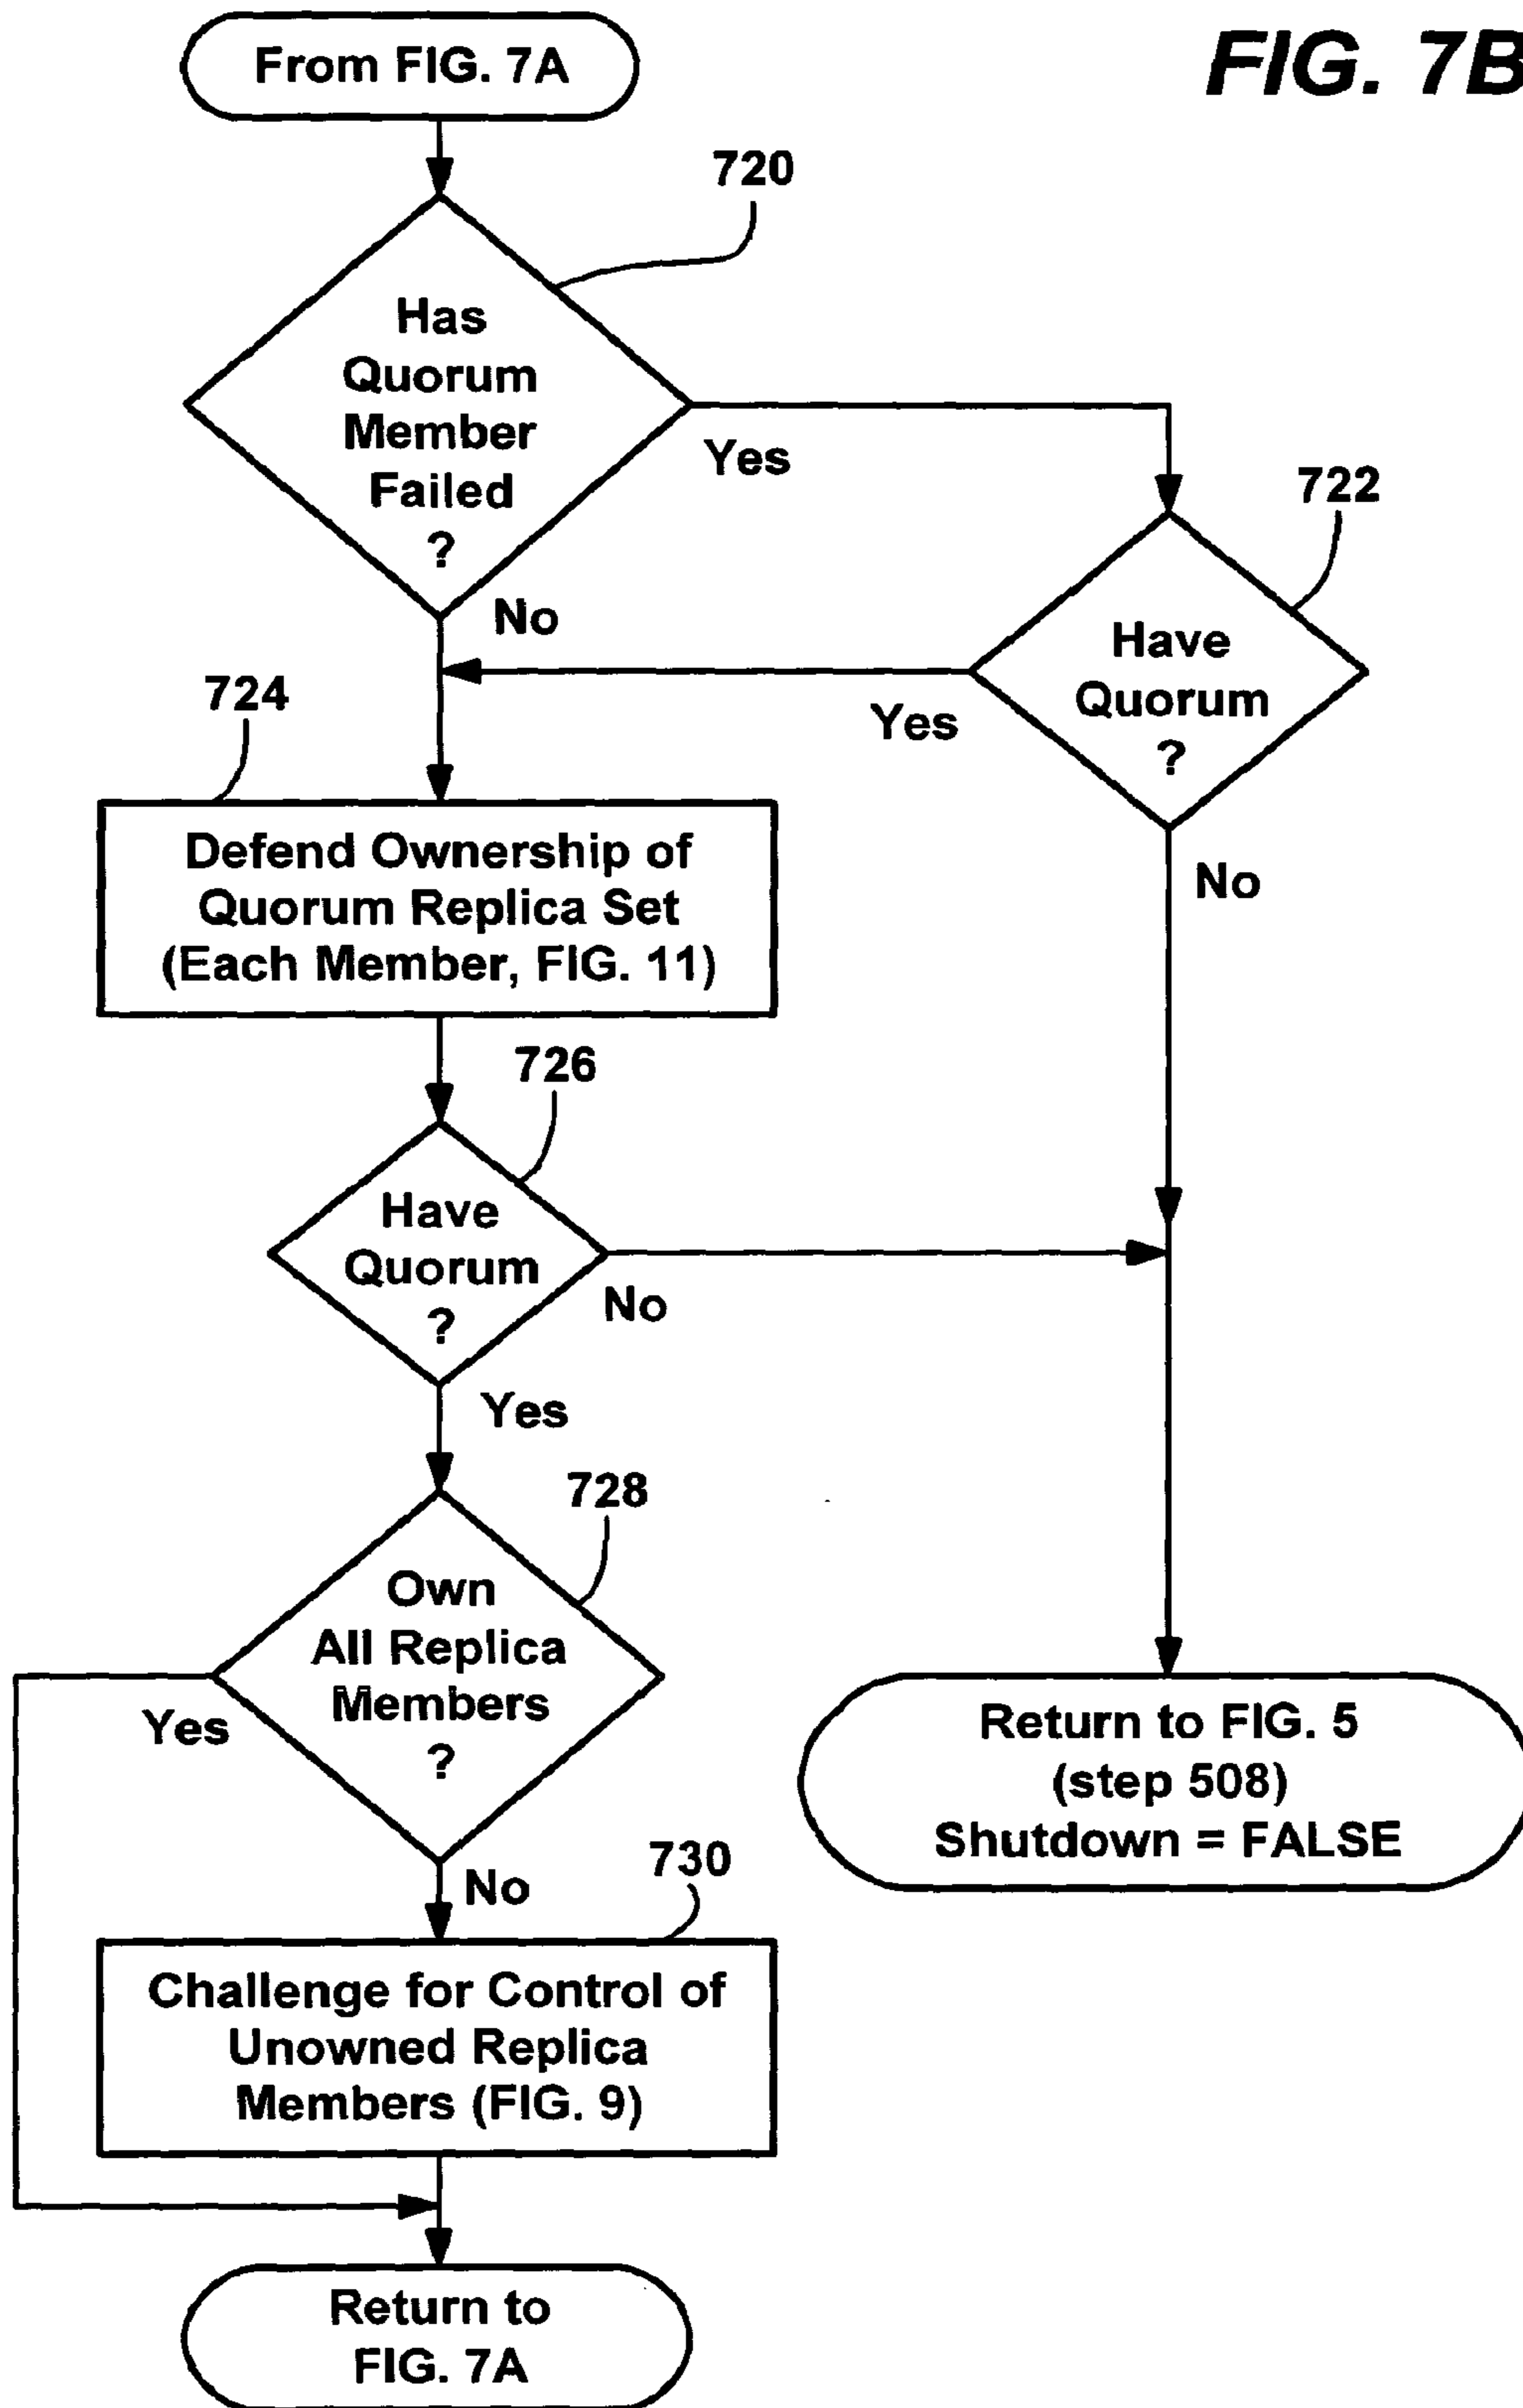 From FIG. 7A
FIG. 7B
720
Has
Quorum
Member
Failed
?
Yes
No
722
Have
Quorum
?
Yes
No
724
Defend Ownership of
Quorum Replica Set
(Each Member, FIG. 11)
726
Have
Quorum
?
No
Yes
728
Own
All Replica
Members
?
Yes
No
Return to FIG. 5
(step 508)
Shutdown = FALSE
730
Challenge for Control of
Unowned Replica
Members (FIG. 9)
Return to
FIG. 7A